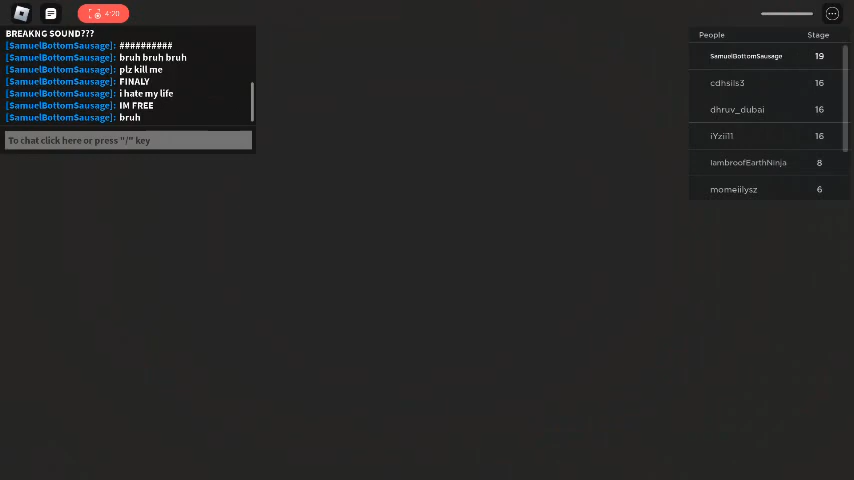 4:20
BREAKNG SOUND???
[SamuelBottomSausage]: ##########
[SamuelBottomSausage]: bruh bruh bruh
[SamuelBottomSausage]: plz kill me
[SamuelBottomSausage]: FINALY
[SamuelBottomSausage]: i hate my life
[SamuelBottomSausage]: IM FREE
[SamuelBottomSausage]: bruh
To chat click here or press "/" key
People Stage
SamuelBottomSausage 19
cdhsils3 16
dhruv_dubai 16
iYzii11 16
IambroofEarthNinja 8
momeiilysz 6